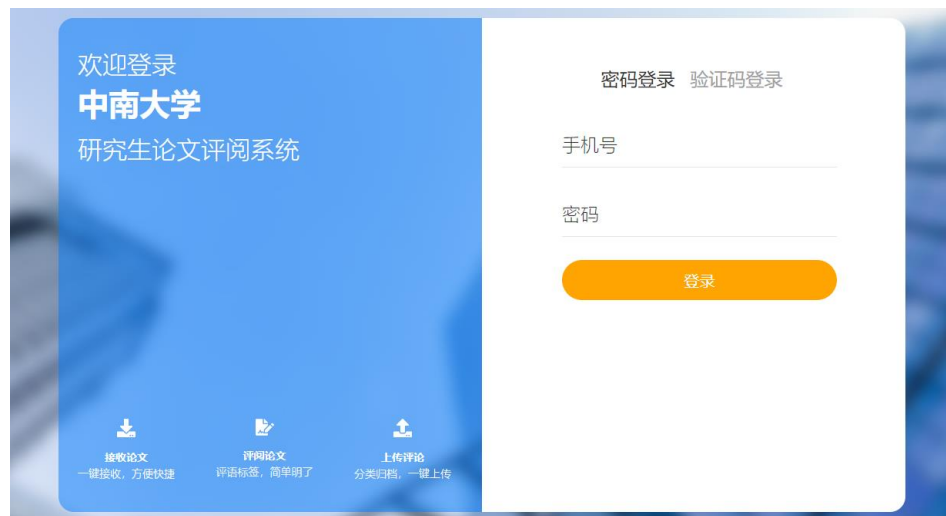 欢迎登录
中南大学
研究生论文评阅系统
接收论文
一键接收，方便快捷
评阅论文
评语标签，简单明了
上传评论
分类归档，一键上传
密码登录 验证码登录
手机号
密码
登录